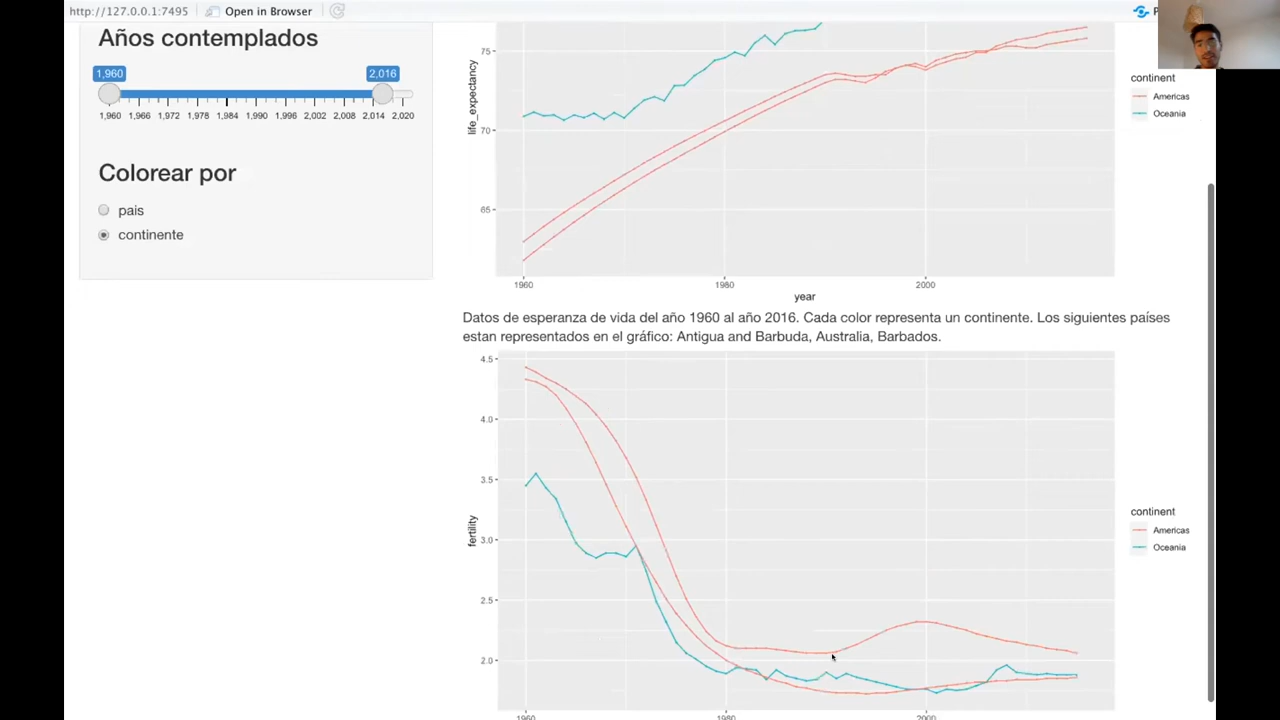 http://127.0.0.1:7495
Open in Browser
Años contemplados
1,960 2,016
1,960 1,966 1,972 1,978 1,984 1,990 1,998 2,002 2,008 2,014 2,020
Colorear por
pais
continente
75
70
65
life_expectancy
1960 1980 2000
year
continent
Americas
Oceania
Datos de esperanza de vida del año 1960 al año 2016. Cada color representa un continente. Los siguientes países
estan representados en el gráfico: Antigua and Barbuda, Australia, Barbados.
4.5
4.0
3.5
3.0
2.5
2.0
fertility
continent
Americas
Oceania
1960 1980 2000